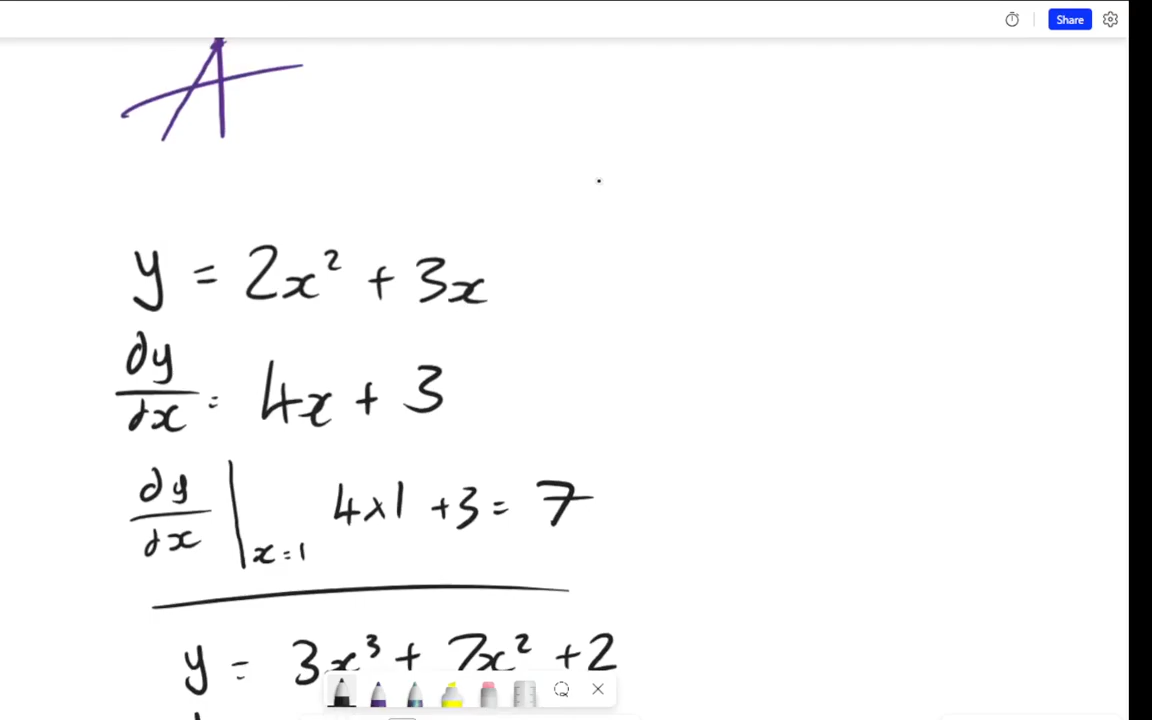 Share
A
y = 2x² + 3x
dy/dx = 4x + 3
dy/dx |x=1 4x1 + 3 = 7
y = 3x³ + 7x² + 2